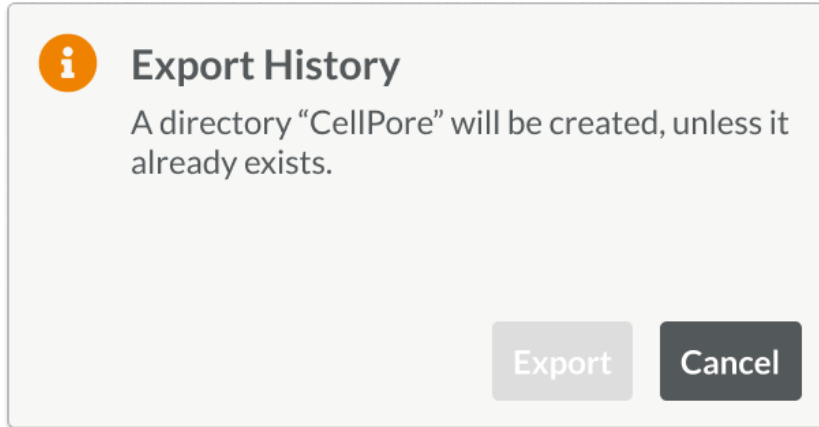 Export History
A directory “CellPore” will be created, unless it
already exists.
Export
Cancel